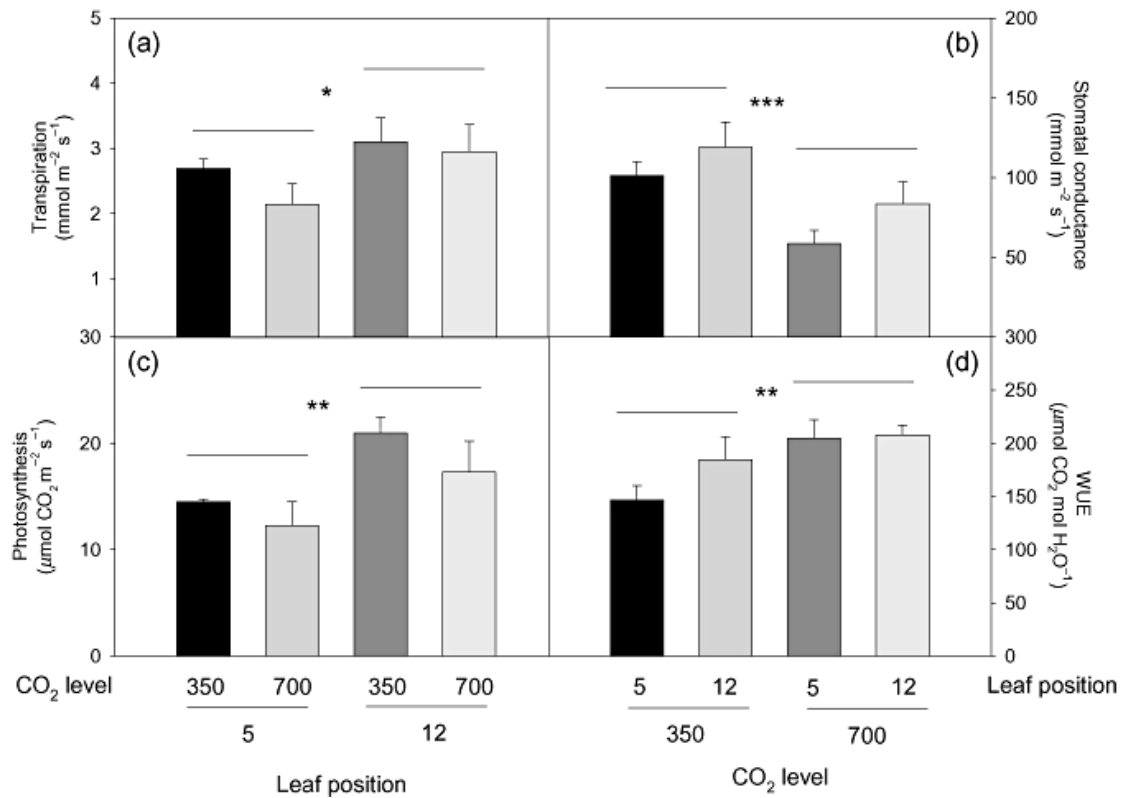 (a)
5
4
3
2
1
Transpiration
(mmol m⁻² s⁻¹)
*
(b)
200
150
100
50
Stomatal conductance
(mmol m⁻² s⁻¹)
***
(c)
30
20
10
0
Photosynthesis
(μmol CO₂ m⁻² s⁻¹)
**
(d)
300
250
200
150
100
50
0
WUE
(μmol CO₂ mol H₂O⁻¹)
**
CO₂ level 350 700 350 700
5 12
Leaf position
5 12 5 12 Leaf position
350 700
CO₂ level